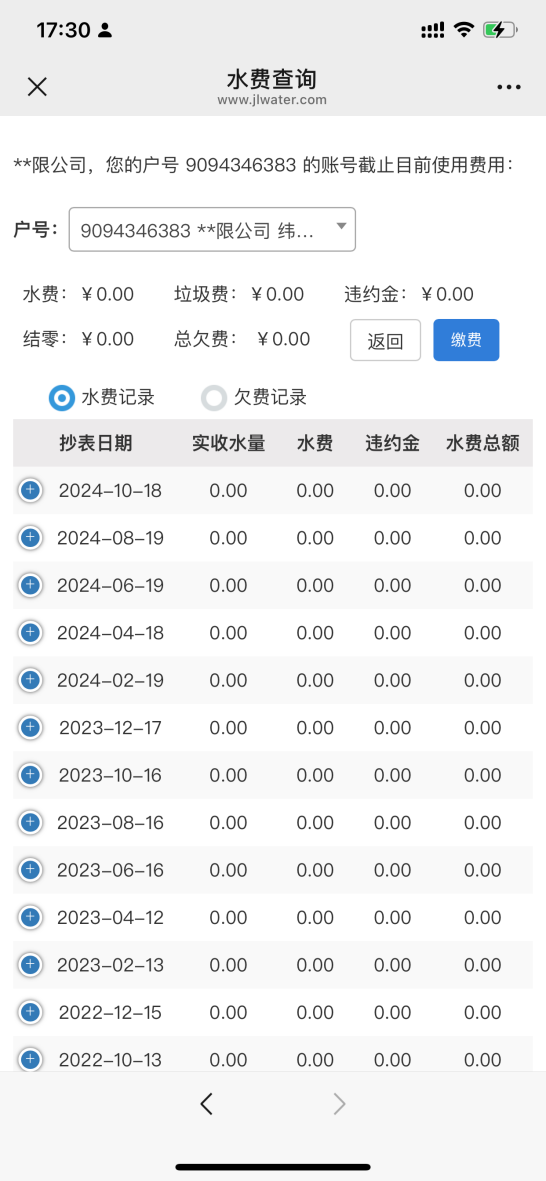 17:30
水费查询
www.jlwater.com
**限公司，您的户号 9094346383 的账号截止目前使用费用：
户号： 9094346383 **限公司 纬...
水费：￥0.00 垃圾费：￥0.00 违约金：￥0.00
结零：￥0.00 总欠费：￥0.00 返回 缴费
水费记录 欠费记录
抄表日期 实收水量 水费 违约金 水费总额
2024-10-18 0.00 0.00 0.00 0.00
2024-08-19 0.00 0.00 0.00 0.00
2024-06-19 0.00 0.00 0.00 0.00
2024-04-18 0.00 0.00 0.00 0.00
2024-02-19 0.00 0.00 0.00 0.00
2023-12-17 0.00 0.00 0.00 0.00
2023-10-16 0.00 0.00 0.00 0.00
2023-08-16 0.00 0.00 0.00 0.00
2023-06-16 0.00 0.00 0.00 0.00
2023-04-12 0.00 0.00 0.00 0.00
2023-02-13 0.00 0.00 0.00 0.00
2022-12-15 0.00 0.00 0.00 0.00
2022-10-13 0.00 0.00 0.00 0.00